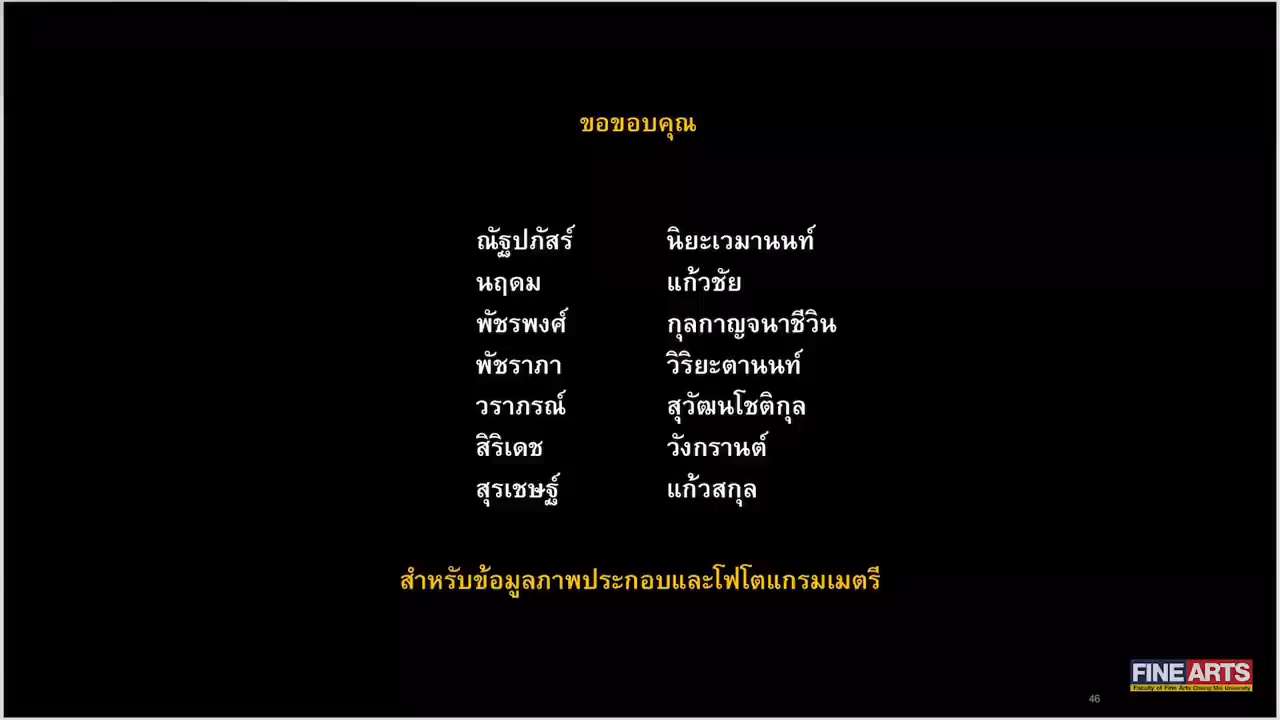 ขอขอบคุณ
ณัฐปภัสร์ นิยะเวมานนท์
นฤดม แก้วชัย
พัชรพงศ์ กุลกาญจนาชีวิน
พัชราภา วิริยะตานนท์
วราภรณ์ สุวัฒนโชติกุล
สิริเดช วังกรานต์
สุรเชษฐ์ แก้วสกุล
สำหรับข้อมูลภาพประกอบและโฟโตแกรมเมตรี
FINE ARTS
Faculty of Fine Arts Chiang Mai University
46